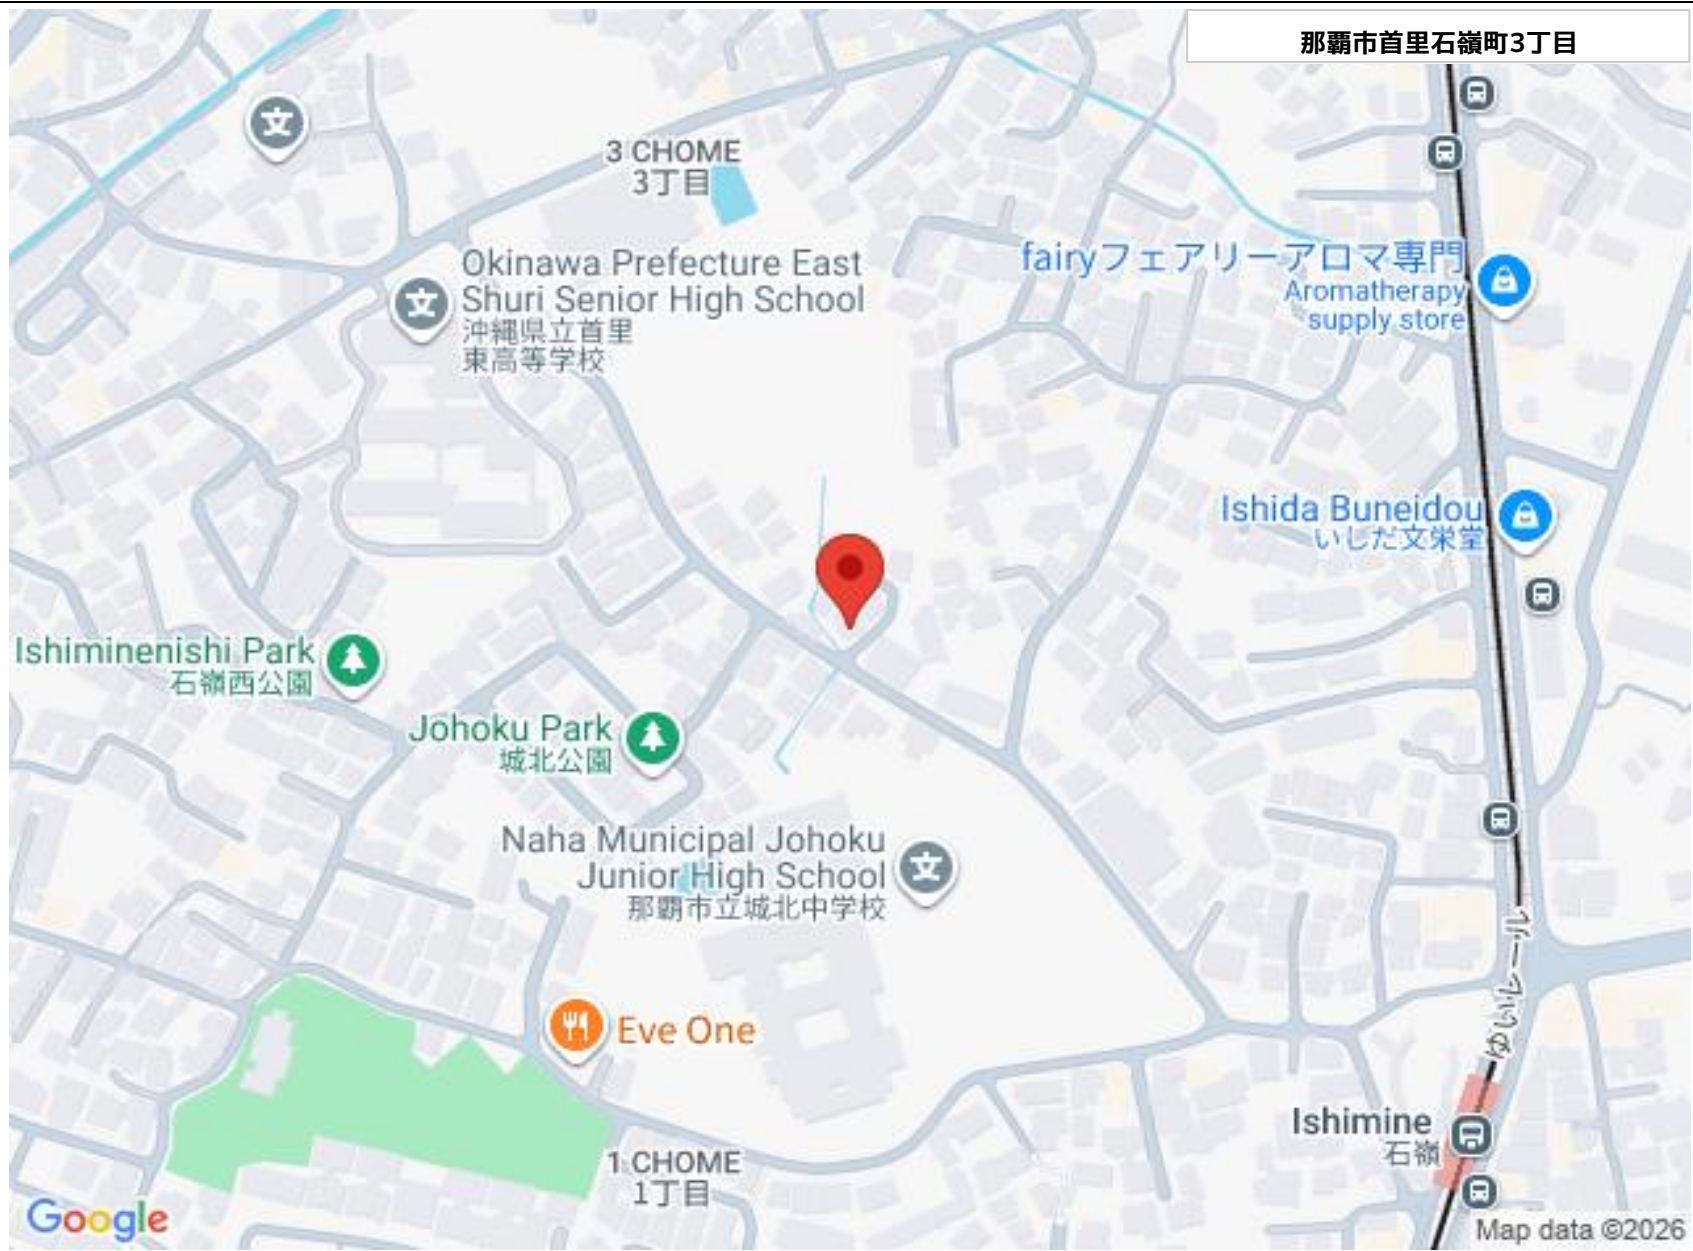 那覇市首里石嶺町3丁目
文
3 CHOME
3丁目
Okinawa Prefecture East
Shuri Senior High School
沖縄県立首里
東高等学校
文
fairyフェアリーアロマ専門
Aromatherapy
supply store
Ishida Buneidou
いしだ文栄堂
Ishiminenishi Park
石嶺西公園
Johoku Park
城北公園
Naha Municipal Johoku
Junior High School
那覇市立城北中学校
文
ゆいレール
Eve One
Ishimine
石嶺
1 CHOME
1丁目
Google
Map data ©2026